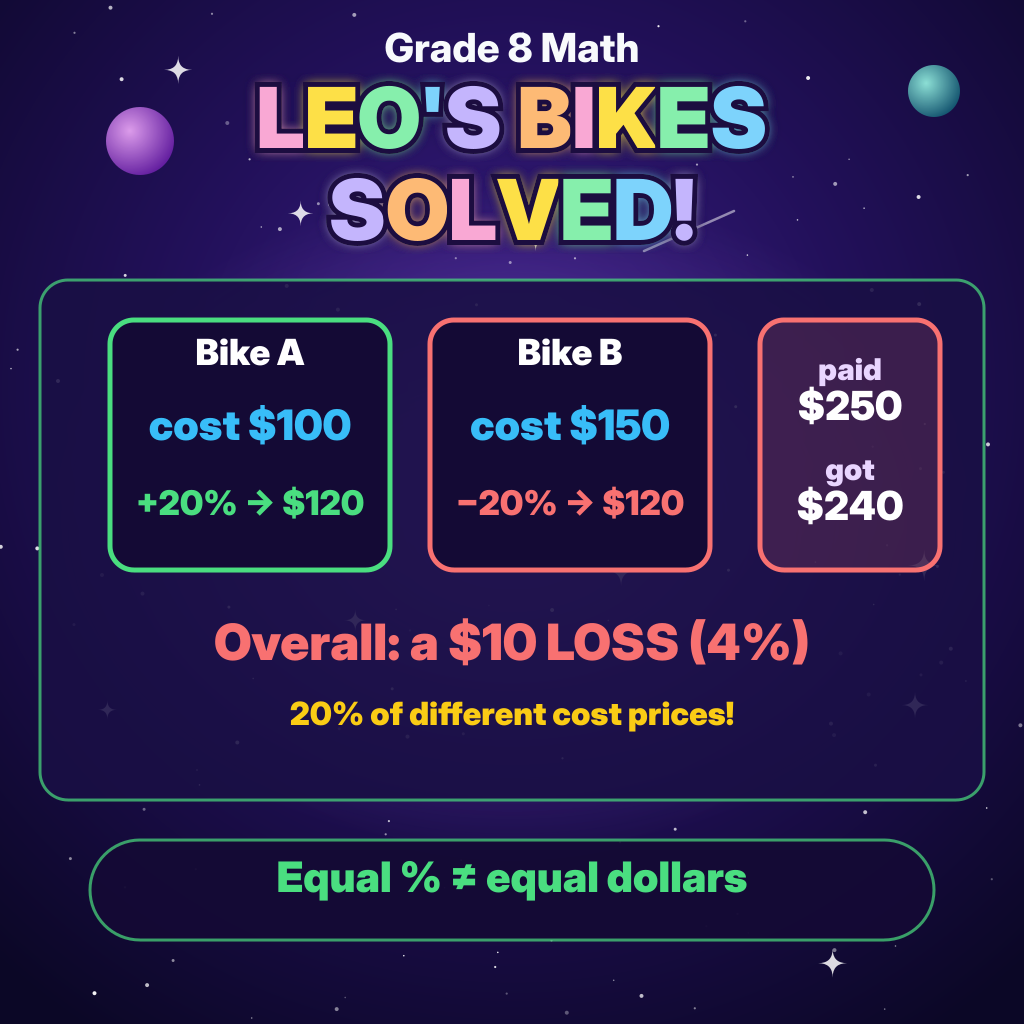 Grade 8 Math
LEO'S BIKES
SOLVED!
Bike A
cost $100
+20% → $120
Bike B
cost $150
−20% → $120
paid
$250
got
$240
Overall: a $10 LOSS (4%)
20% of different cost prices!
Equal % ≠ equal dollars